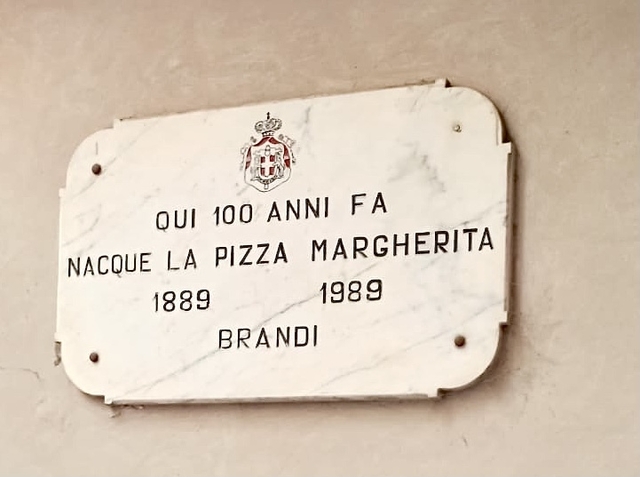 QUI 100 ANNI FA
NACQUE LA PIZZA MARGHERITA
1889 1989
BRANDI